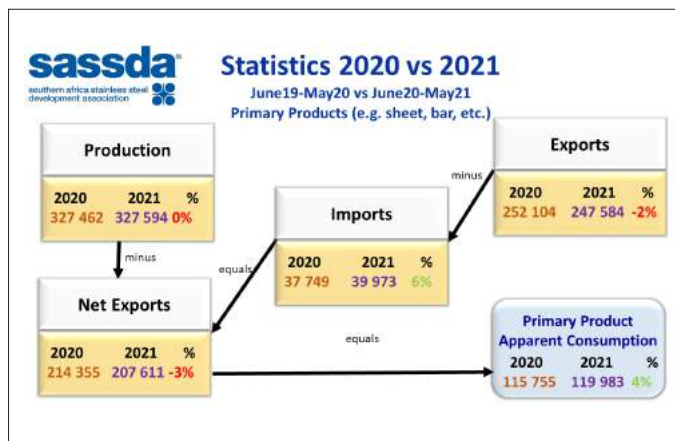 sassda
southern africa stainless steel
development association
Statistics 2020 vs 2021
June19-May20 vs June20-May21
Primary Products (e.g. sheet, bar, etc.)
Production
2020 2021 %
327 462 327 594 0%
Exports
2020 2021 %
252 104 247 584 -2%
minus
Imports
2020 2021 %
37 749 39 973 6%
minus
equals
Net Exports
2020 2021 %
214 355 207 611 -3%
equals
Primary Product
Apparent Consumption
2020 2021 %
115 755 119 983 4%